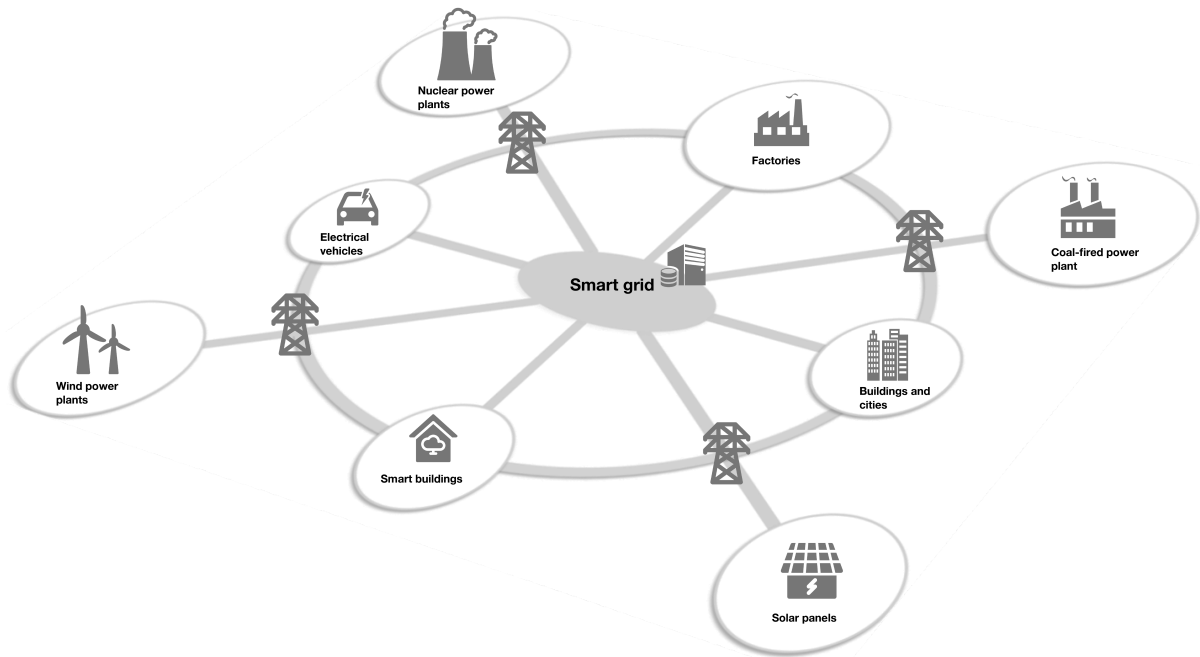 Nuclear power
plants
Factories
Electrical
vehicles
Coal-fired power
plant
Smart grid
Wind power
plants
Buildings and
cities
Smart buildings
Solar panels